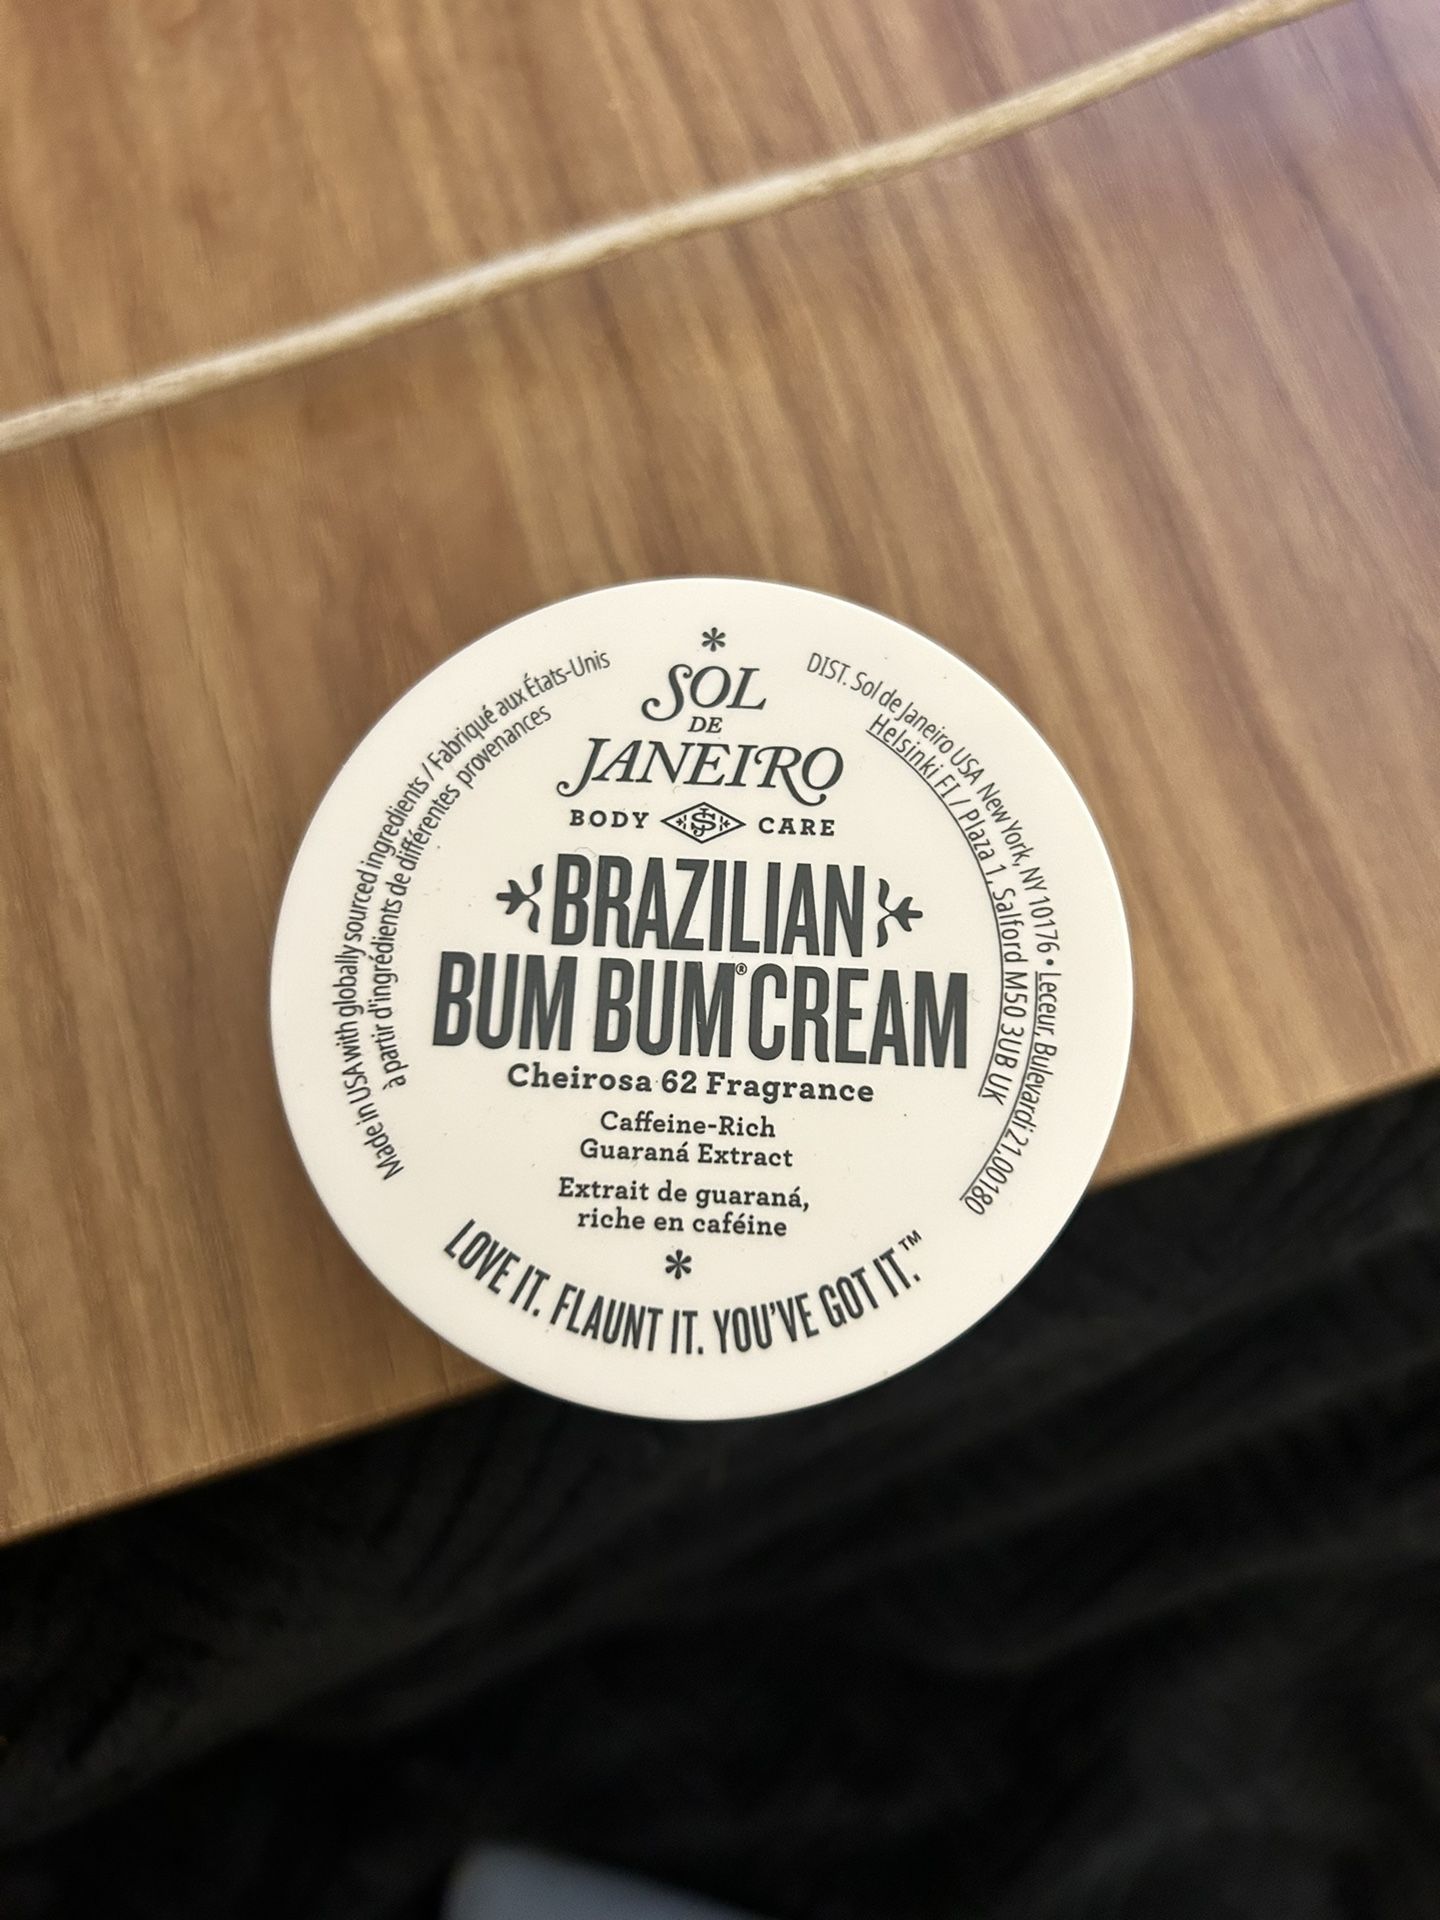 Made in USA with globally sourced ingredients / Fabriqué aux États-Unis
à partir d'ingrédients de différentes provenances
SOL
DE
JANEIRO
BODY CARE
BRAZILIAN
BUM BUM® CREAM
Cheirosa 62 Fragrance
Caffeine-Rich
Guaraná Extract
Extrait de guaraná,
riche en caféine
LOVE IT. FLAUNT IT. YOU'VE GOT IT.™
DIST. Sol de Janeiro USA New York, NY 10176 • Leceur, Bulevardi 21,00180
Helsinki FI / Plaza 1, Salford M50 3UB UK